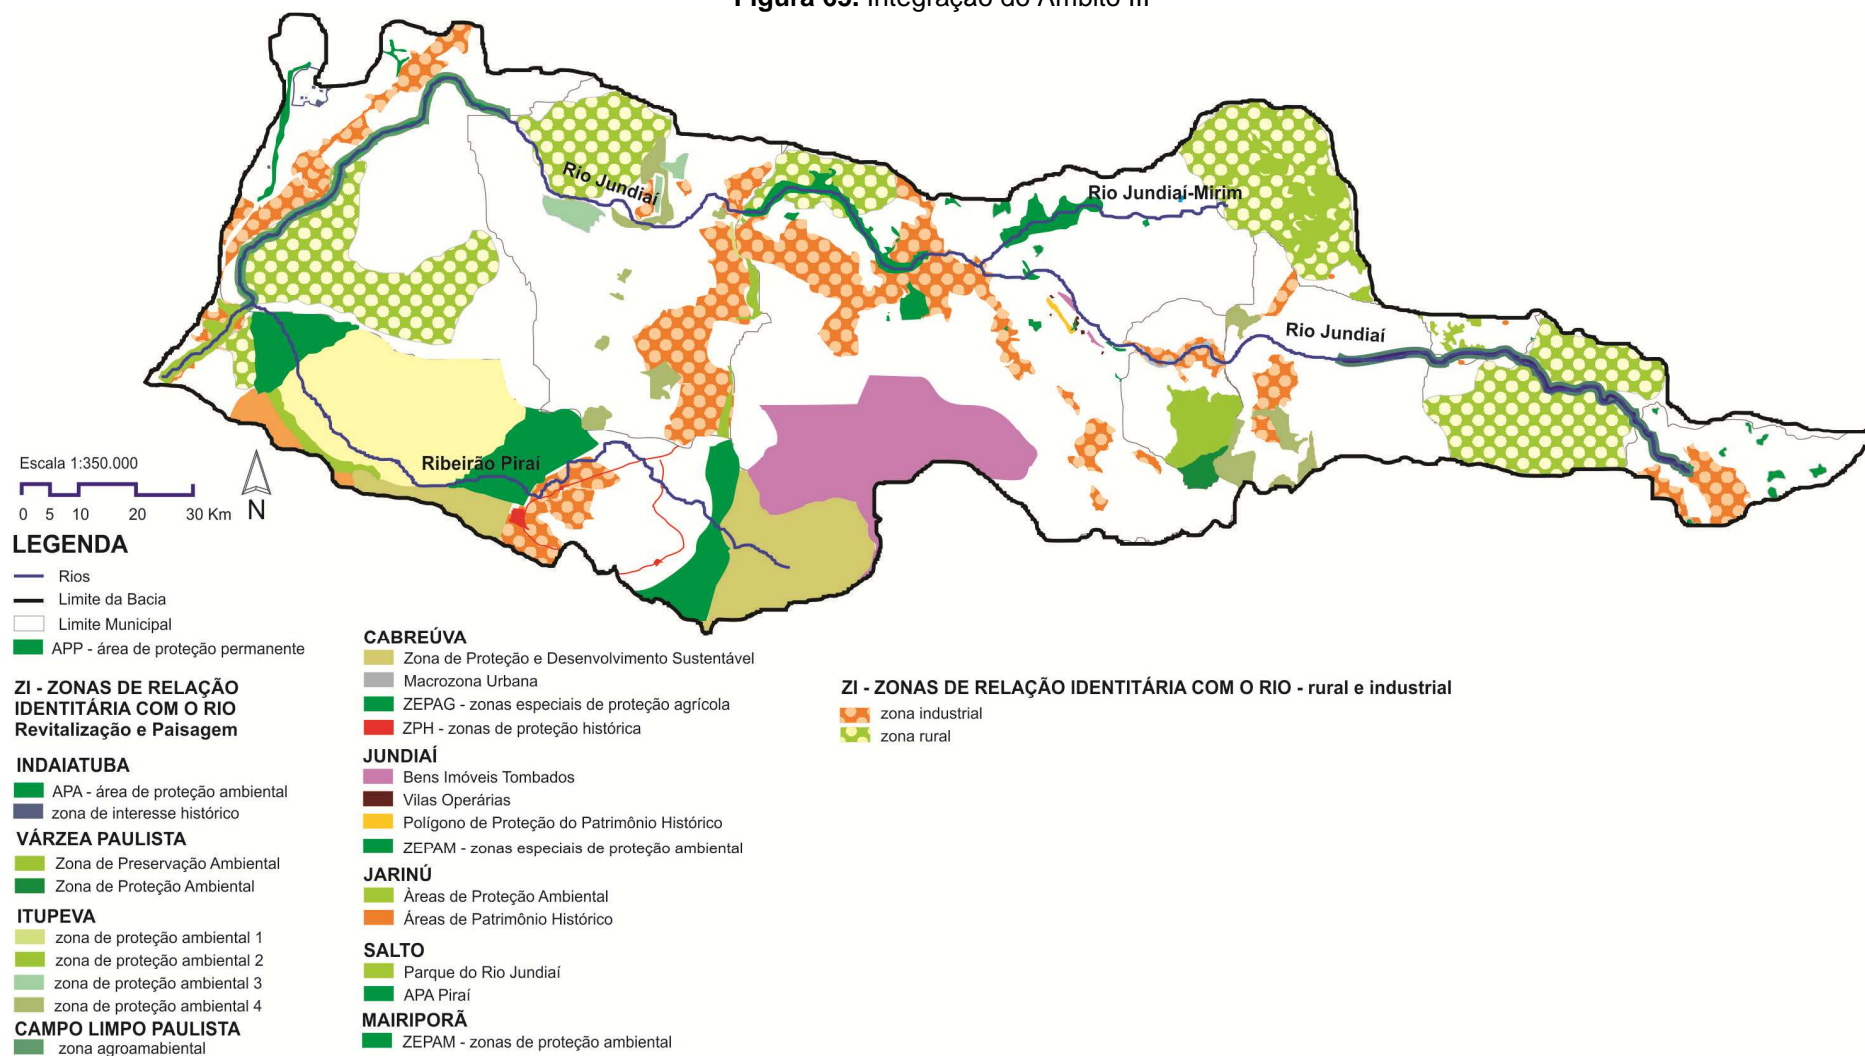 Figura 65. Integração do Âmbito III
Rio Jundiaí
Rio Jundiaí-Mirim
Rio Jundiaí
Ribeirão Piraí
Escala 1:350.000
0 5 10 20 30 Km N
LEGENDA
Rios
Limite da Bacia
Limite Municipal
APP - área de proteção permanente
ZI - ZONAS DE RELAÇÃO
IDENTITÁRIA COM O RIO
Revitalização e Paisagem
INDAIATUBA
APA - área de proteção ambiental
zona de interesse histórico
VÁRZEA PAULISTA
Zona de Preservação Ambiental
Zona de Proteção Ambiental
ITUPEVA
zona de proteção ambiental 1
zona de proteção ambiental 2
zona de proteção ambiental 3
zona de proteção ambiental 4
CAMPO LIMPO PAULISTA
zona agroamabiental
CABREÚVA
Zona de Proteção e Desenvolvimento Sustentável
Macrozona Urbana
ZEPAG - zonas especiais de proteção agrícola
ZPH - zonas de proteção histórica
JUNDIAÍ
Bens Imóveis Tombados
Vilas Operárias
Polígono de Proteção do Patrimônio Histórico
ZEPAM - zonas especiais de proteção ambiental
JARINÚ
Àreas de Proteção Ambiental
Áreas de Patrimônio Histórico
SALTO
Parque do Rio Jundiaí
APA Piraí
MAIRIPORÃ
ZEPAM - zonas de proteção ambiental
ZI - ZONAS DE RELAÇÃO IDENTITÁRIA COM O RIO - rural e industrial
zona industrial
zona rural